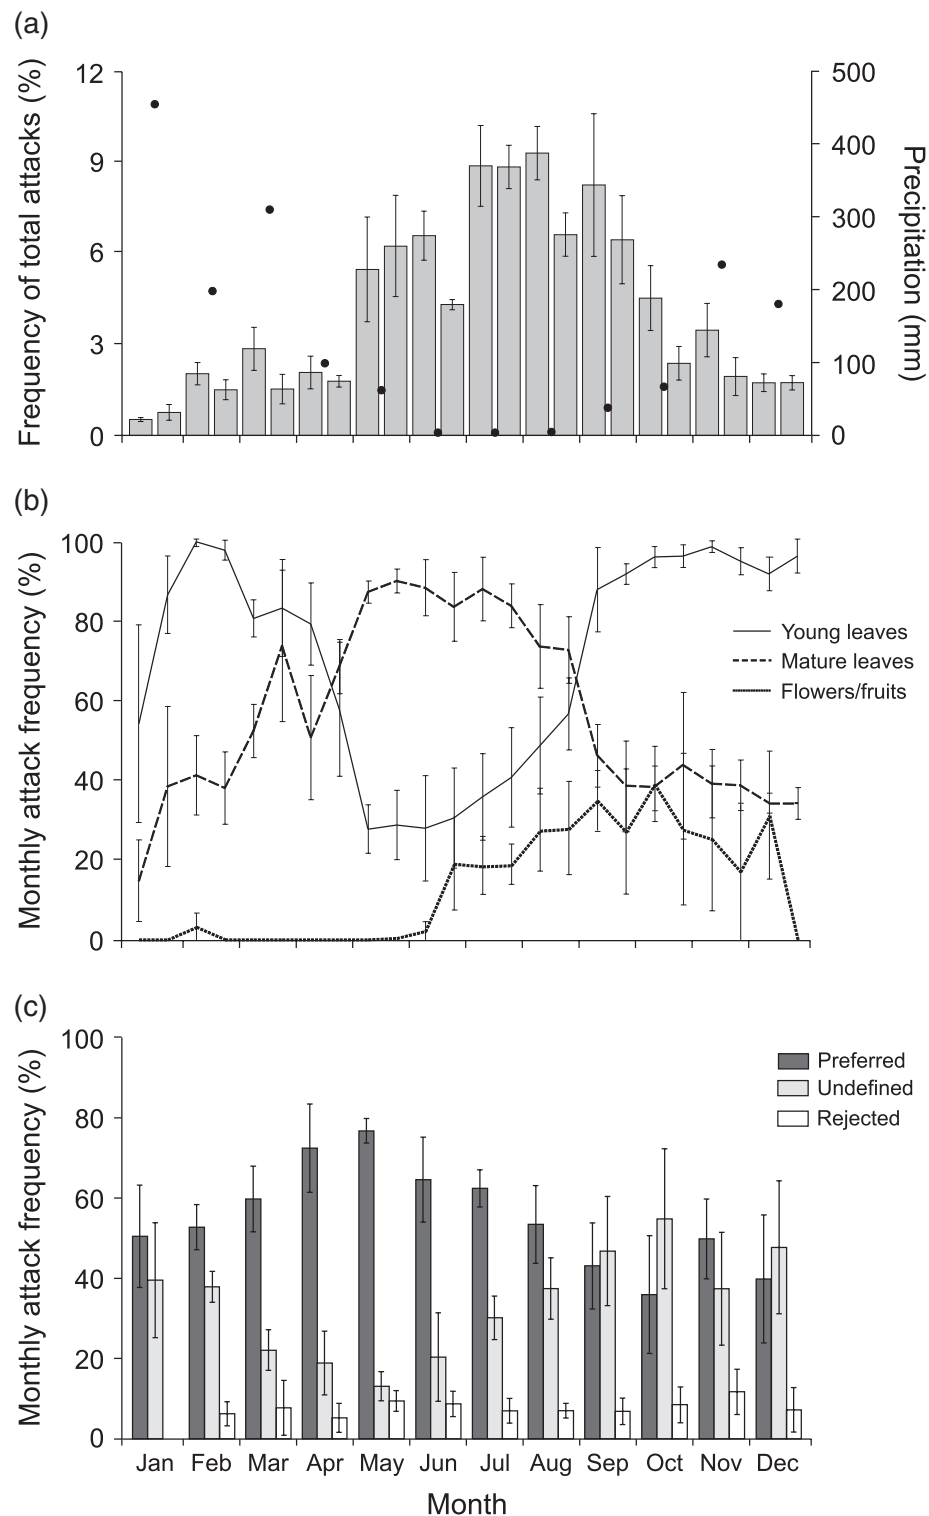 (a)
Frequency of total attacks (%)
12
9
6
3
0
500
400
300
200
100
0
Precipitation (mm)
(b)
Monthly attack frequency (%)
100
80
60
40
20
0
Young leaves
Mature leaves
Flowers/fruits
(c)
Monthly attack frequency (%)
100
80
60
40
20
0
Preferred
Undefined
Rejected
Jan Feb Mar Apr May Jun Jul Aug Sep Oct Nov Dec
Month